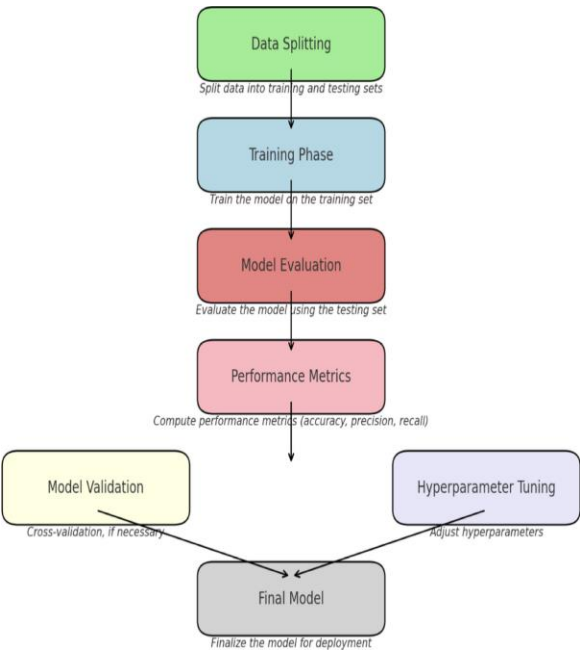 Data Splitting
Split data into training and testing sets
Training Phase
Train the model on the training set
Model Evaluation
Evaluate the model using the testing set
Performance Metrics
Compute performance metrics (accuracy, precision, recall)
Model Validation
Cross-validation, if necessary
Hyperparameter Tuning
Adjust hyperparameters
Final Model
Finalize the model for deployment